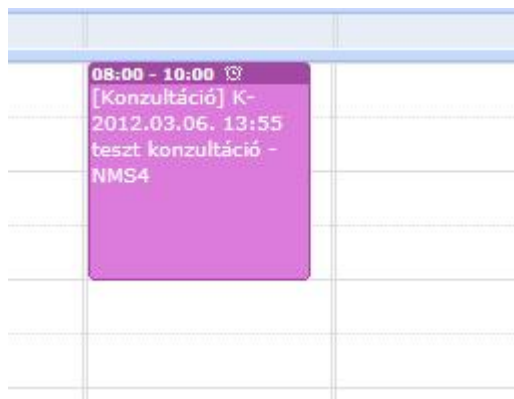 08:00 - 10:00
[Konzultáció] K-
2012.03.06. 13:55
teszt konzultáció -
NMS4